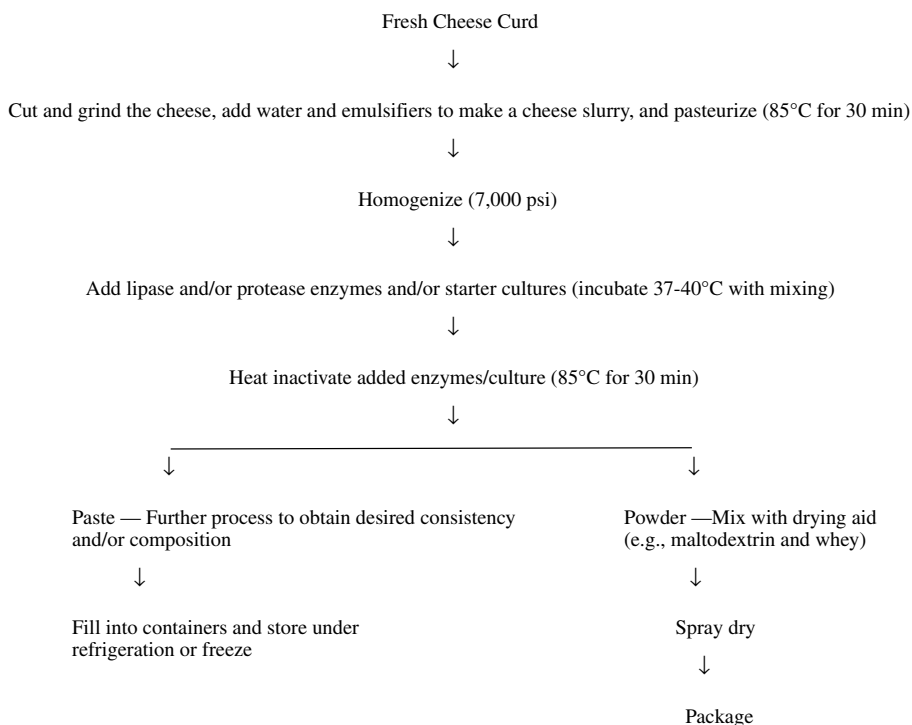 Fresh Cheese Curd
↓
Cut and grind the cheese, add water and emulsifiers to make a cheese slurry, and pasteurize (85°C for 30 min)
↓
Homogenize (7,000 psi)
↓
Add lipase and/or protease enzymes and/or starter cultures (incubate 37-40°C with mixing)
↓
Heat inactivate added enzymes/culture (85°C for 30 min)
↓
↓ ↓
Paste — Further process to obtain desired consistency
and/or composition
↓
Fill into containers and store under
refrigeration or freeze
Powder —Mix with drying aid
(e.g., maltodextrin and whey)
↓
Spray dry
↓
Package